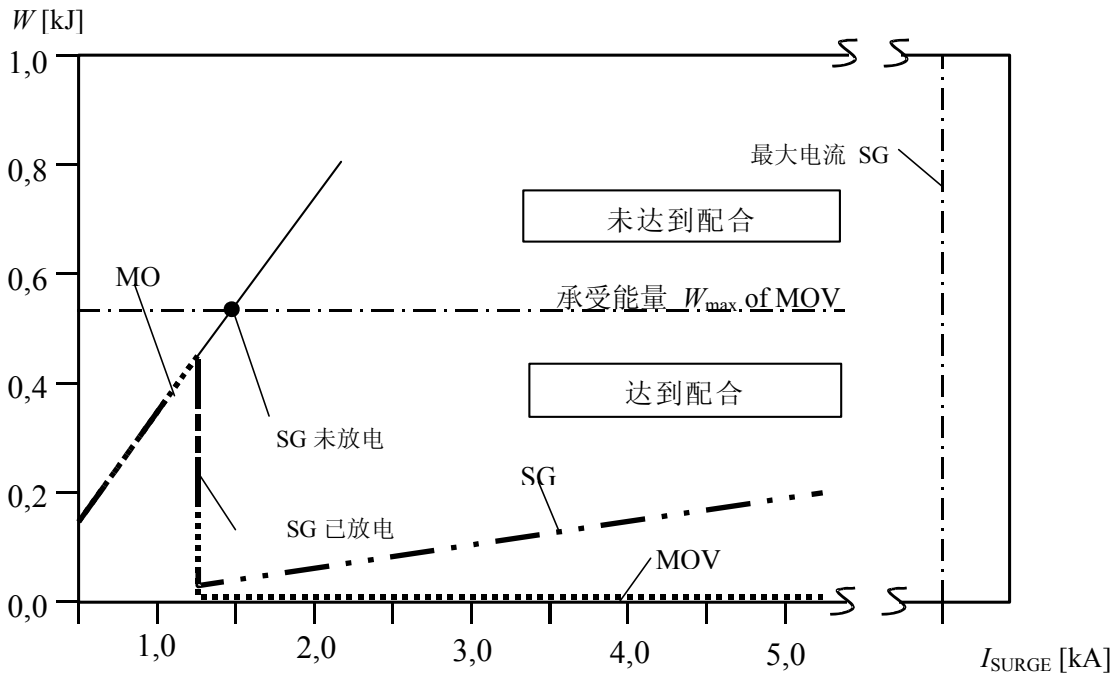 W [kJ]
1,0
0,8
最大电流 SG
未达到配合
0,6
MO
承受能量 Wmax of MOV
0,4
达到配合
SG 未放电
SG
0,2
SG 已放电
MOV
0,0
1,0 2,0 3,0 4,0 5,0
ISURGE [kA]